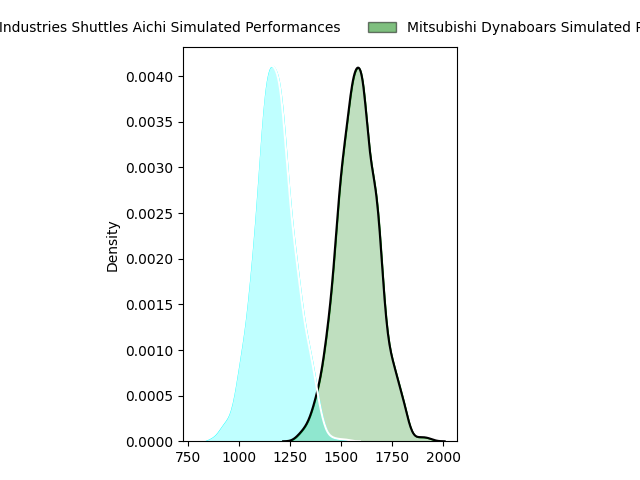 Industries Shuttles Aichi Simulated Performances
Mitsubishi Dynaboars Simulated
Density
0.0040
0.0035
0.0030
0.0025
0.0020
0.0015
0.0010
0.0005
0.0000
750 1000 1250 1500 1750 2000